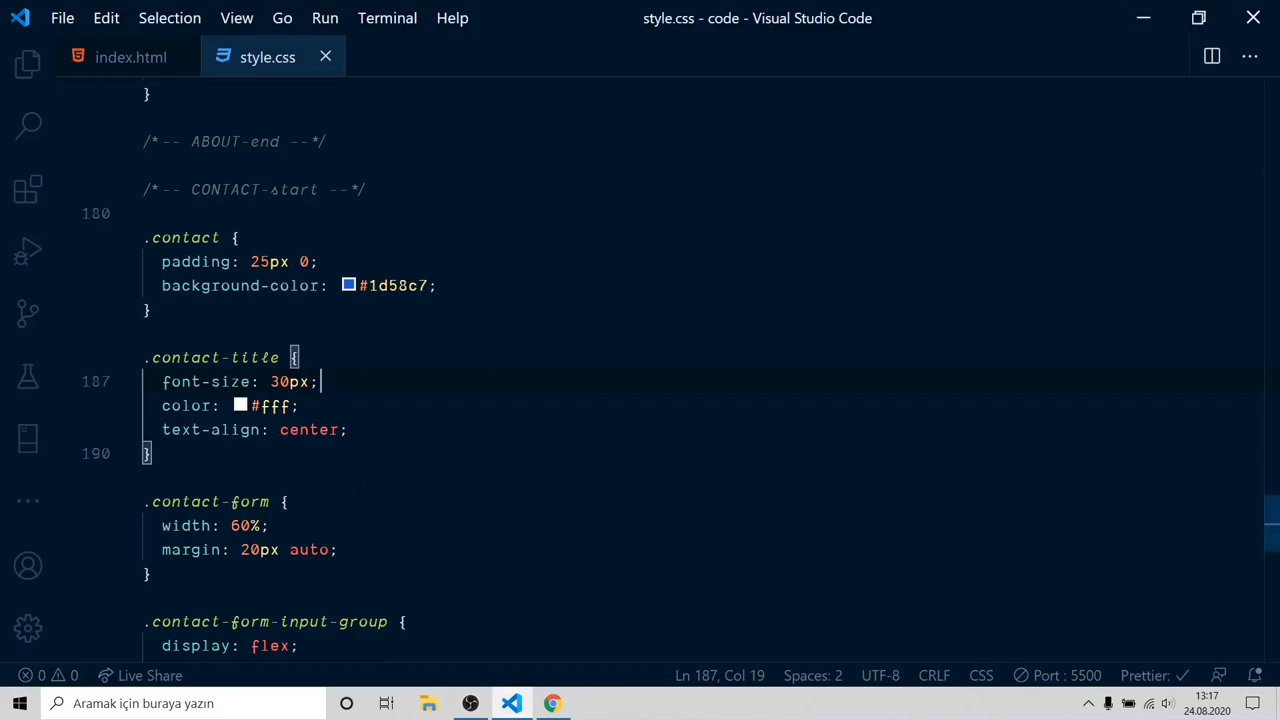 File Edit Selection View Go Run Terminal Help style.css - code - Visual Studio Code
index.html style.css
}
/*-- ABOUT-end --*/
/*-- CONTACT-start --*/
180
.contact {
padding: 25px 0;
background-color: #1d58c7;
}
.contact-title {
187 font-size: 30px;
color: #fff;
text-align: center;
190 }
.contact-form {
width: 60%;
margin: 20px auto;
}
.contact-form-input-group {
display: flex;
0 0 Live Share Ln 187, Col 19 Spaces: 2 UTF-8 CRLF CSS Port : 5500 Prettier:
Aramak için buraya yazın 13:17
24.08.2020